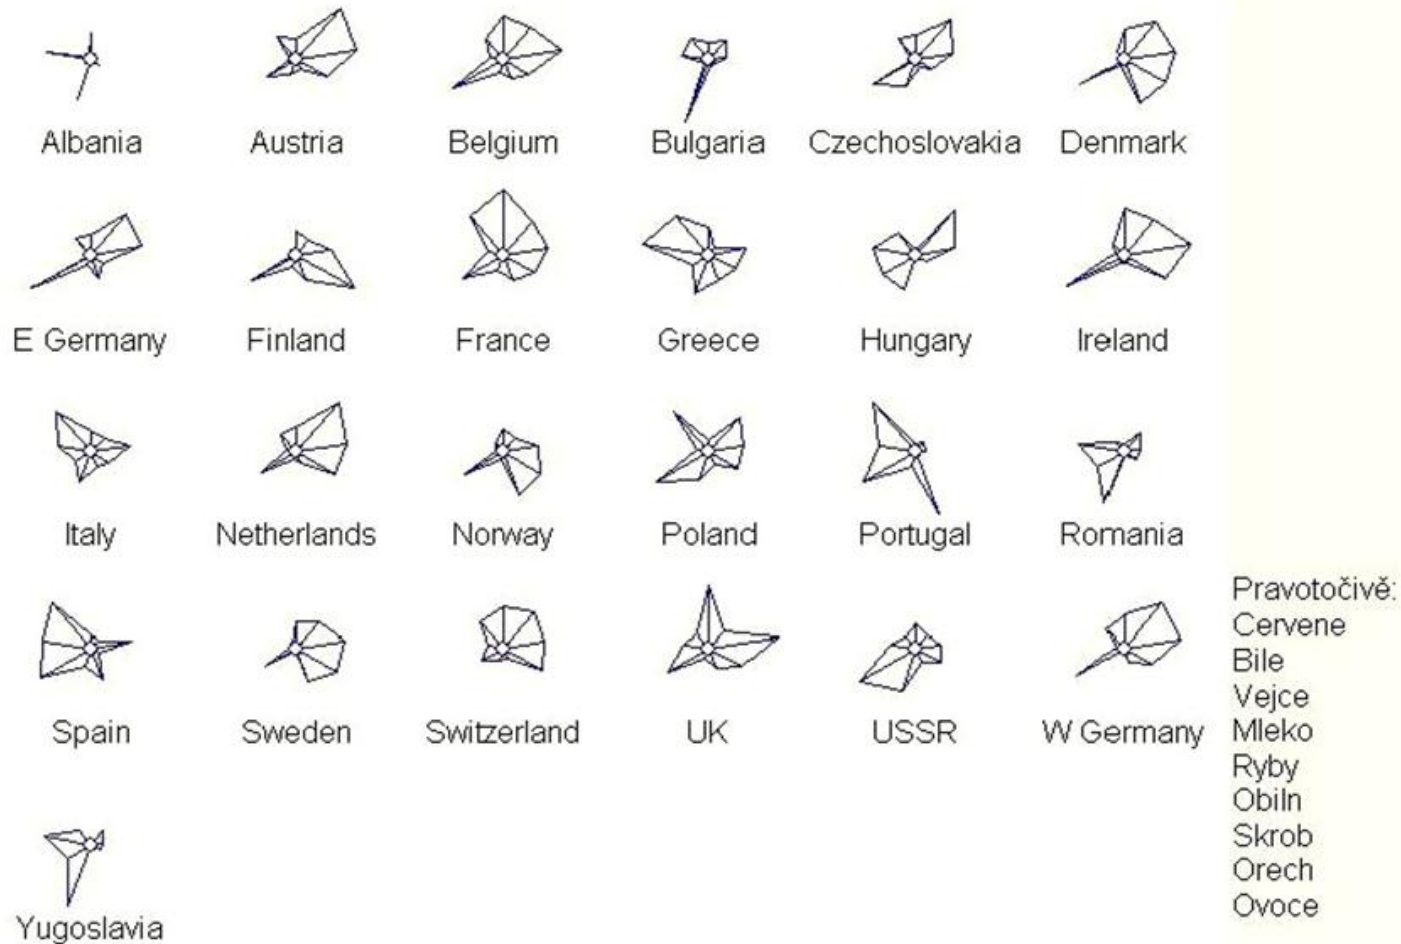 Albania
Austria
Belgium
Bulgaria
Czechoslovakia
Denmark
E Germany
Finland
France
Greece
Hungary
Ireland
Italy
Netherlands
Norway
Poland
Portugal
Romania
Spain
Sweden
Switzerland
UK
USSR
W Germany
Yugoslavia
Pravotočivě:
Cervene
Bile
Vejce
Mleko
Ryby
Obiln
Skrob
Orech
Ovoce